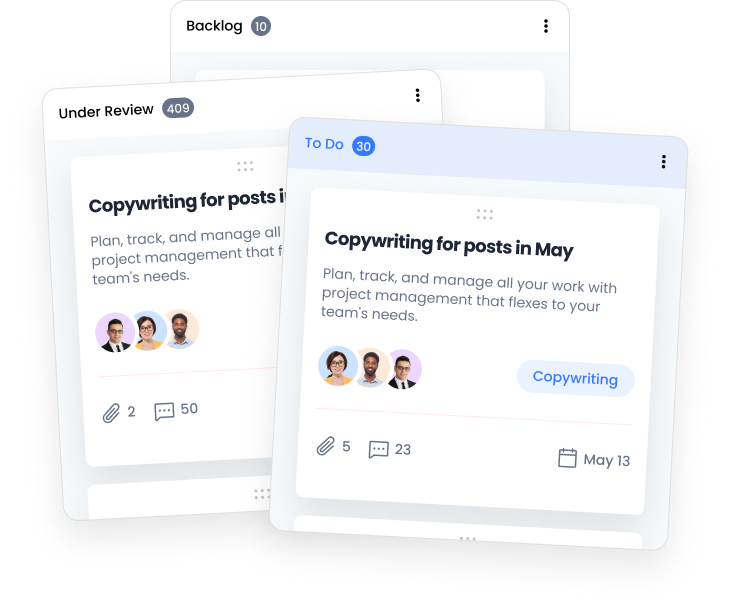 Backlog 10
Under Review 409
Copywriting for posts
Plan, track, and manage all
project management that
team's needs.
2 50
To Do 30
Copywriting for posts in May
Plan, track, and manage all your work with
project management that flexes to your
team's needs.
Copywriting
5 23 May 13